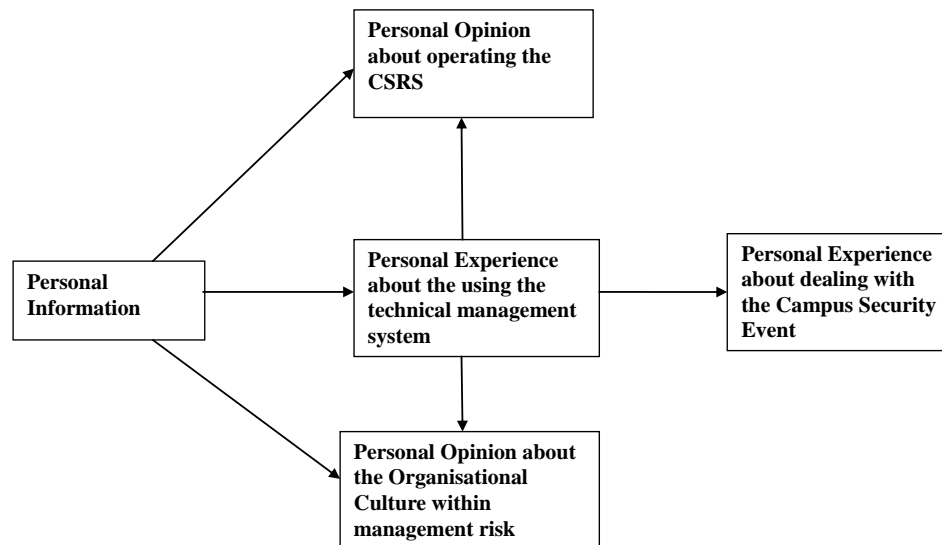 Personal Opinion
about operating the
CSRS
Personal
Information
Personal Experience
about the using the
technical management
system
Personal Experience
about dealing with
the Campus Security
Event
Personal Opinion about
the Organisational
Culture within
management risk